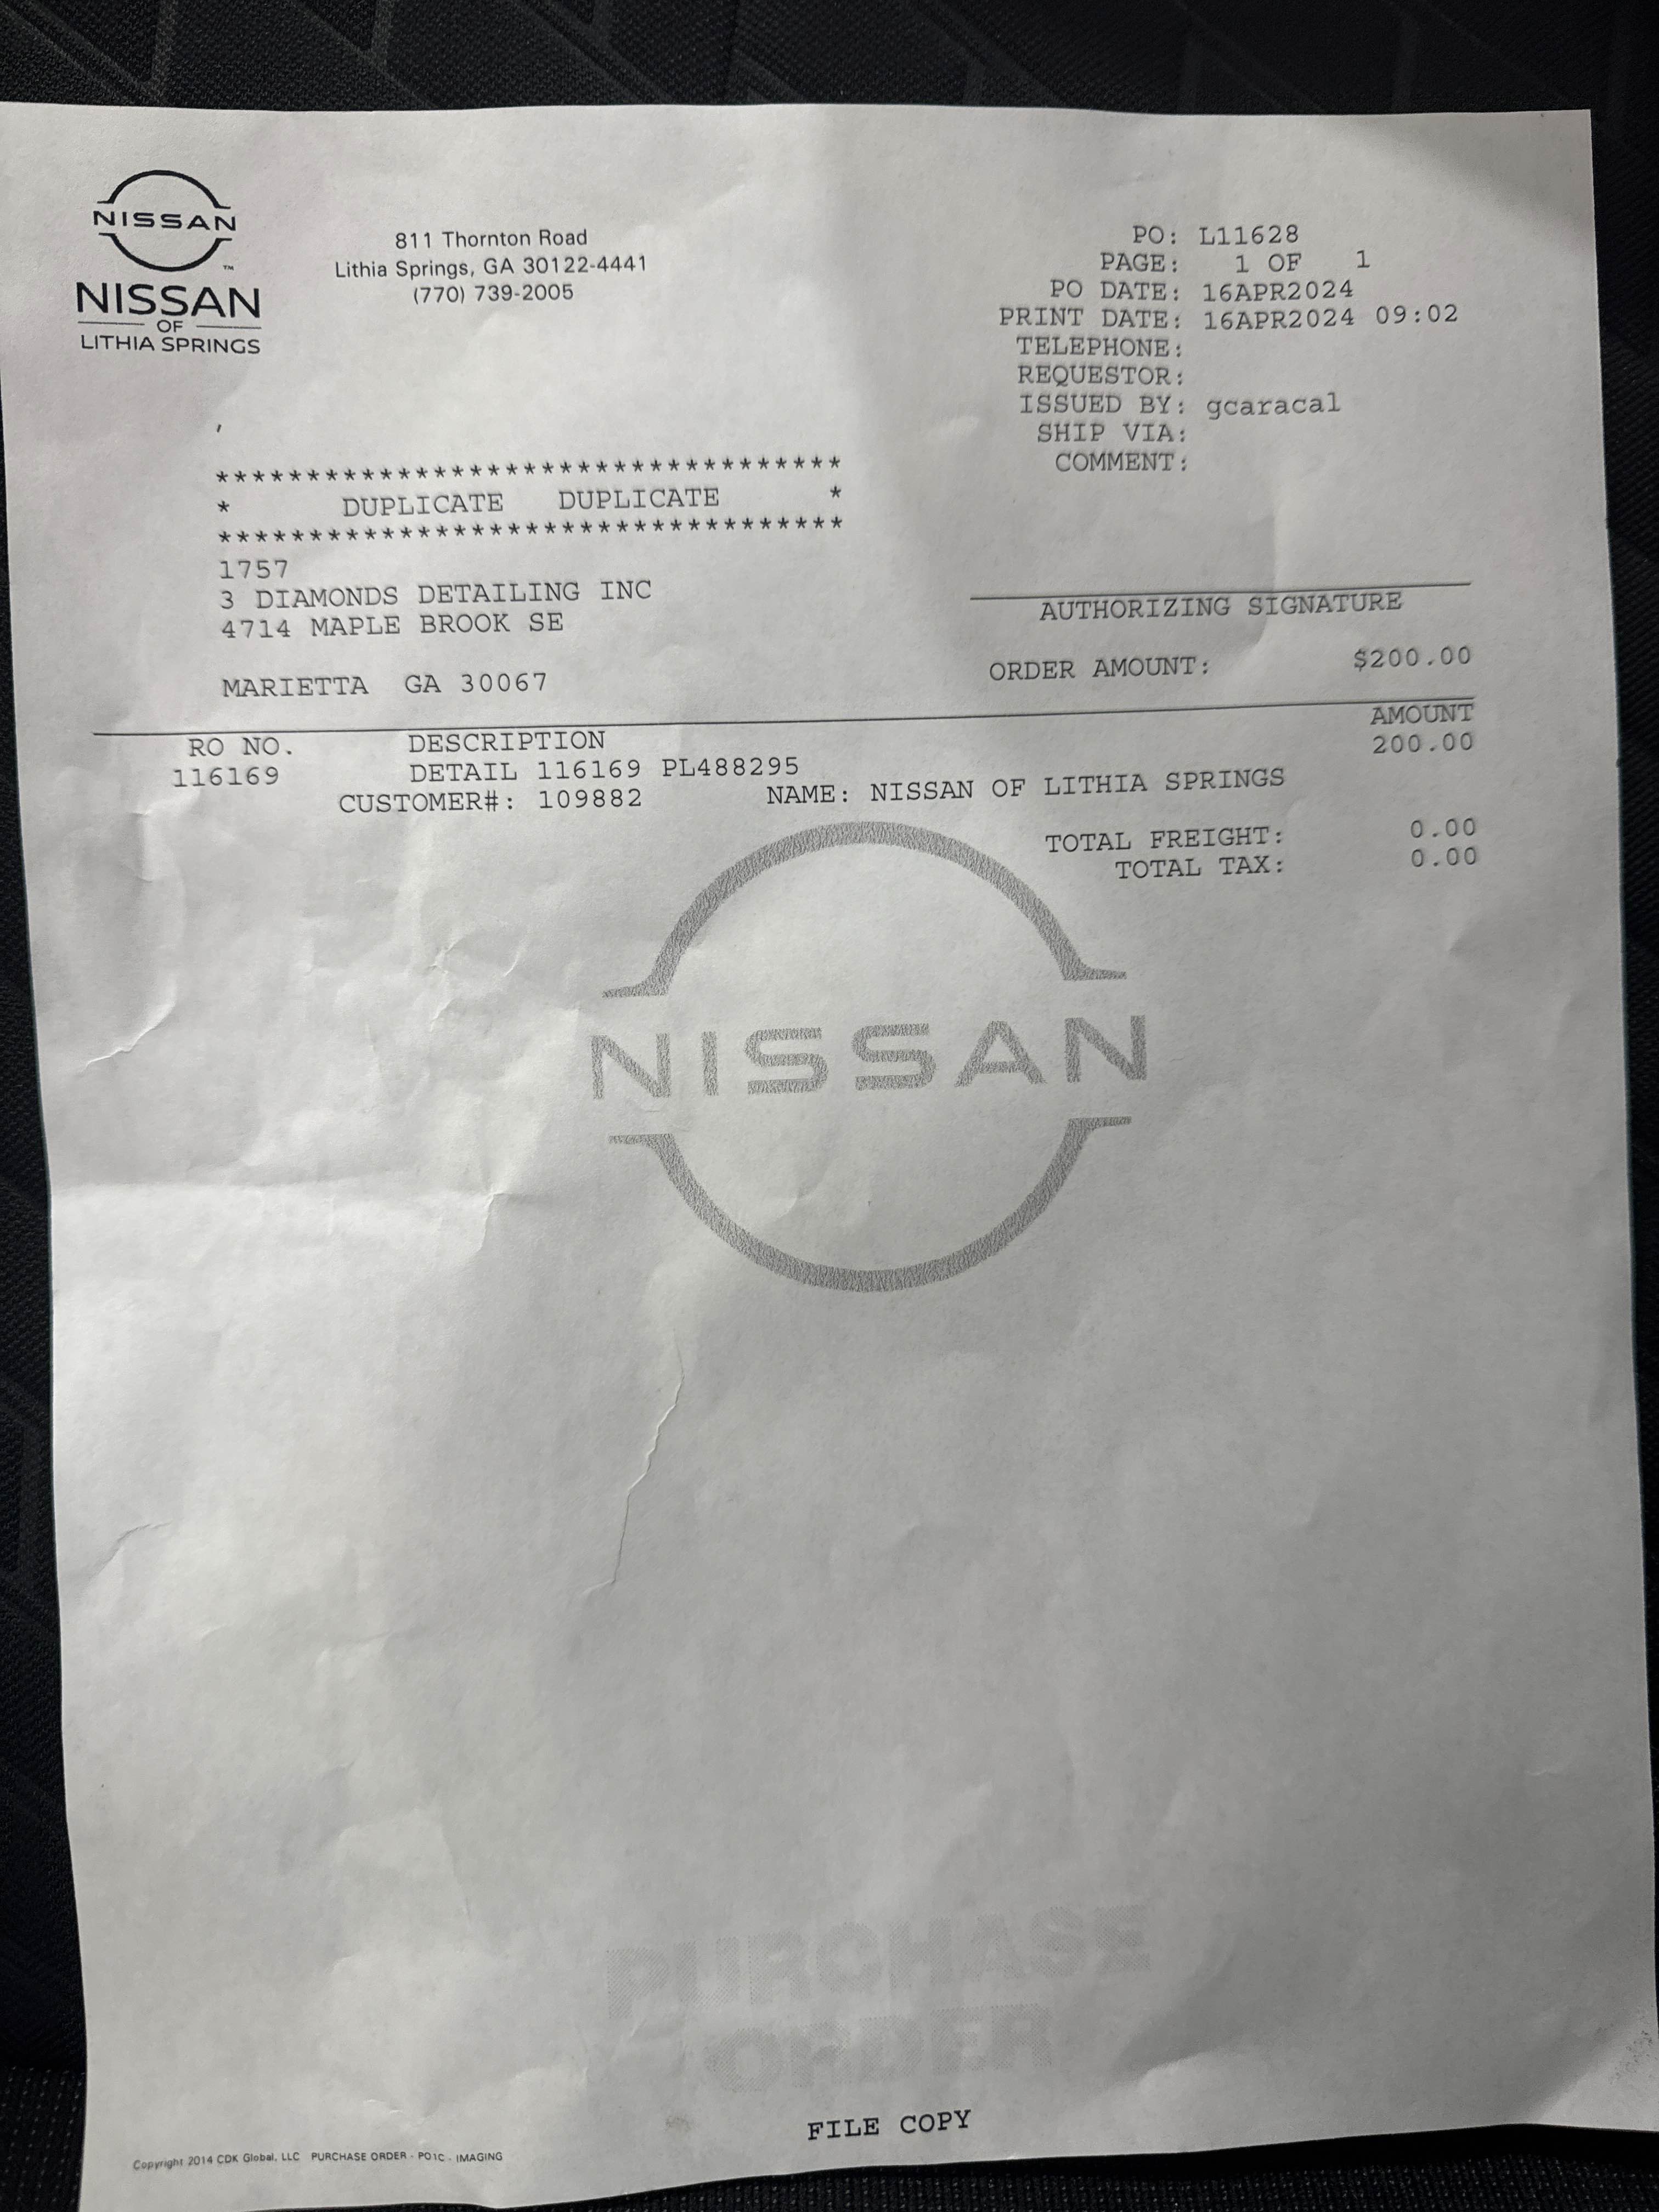 NISSAN
TM
NISSAN
OF
LITHIA SPRINGS
811 Thornton Road
Lithia Springs, GA 30122-4441
(770) 739-2005
PO: L11628
PAGE: 1 OF 1
PO DATE: 16APR2024
PRINT DATE: 16APR2024 09:02
TELEPHONE:
REQUESTOR:
ISSUED BY: gcaracal
SHIP VIA:
COMMENT:
,
***********************************
* DUPLICATE DUPLICATE *
***********************************
1757
3 DIAMONDS DETAILING INC
4714 MAPLE BROOK SE
MARIETTA GA 30067
AUTHORIZING SIGNATURE
ORDER AMOUNT: $200.00
RO NO. DESCRIPTION AMOUNT
116169 DETAIL 116169 PL488295 200.00
CUSTOMER#: 109882 NAME: NISSAN OF LITHIA SPRINGS
TOTAL FREIGHT: 0.00
TOTAL TAX: 0.00
NISSAN
PURCHASE
ORDER
FILE COPY
Copyright 2014 CDK Global, LLC PURCHASE ORDER - PO1C - IMAGING